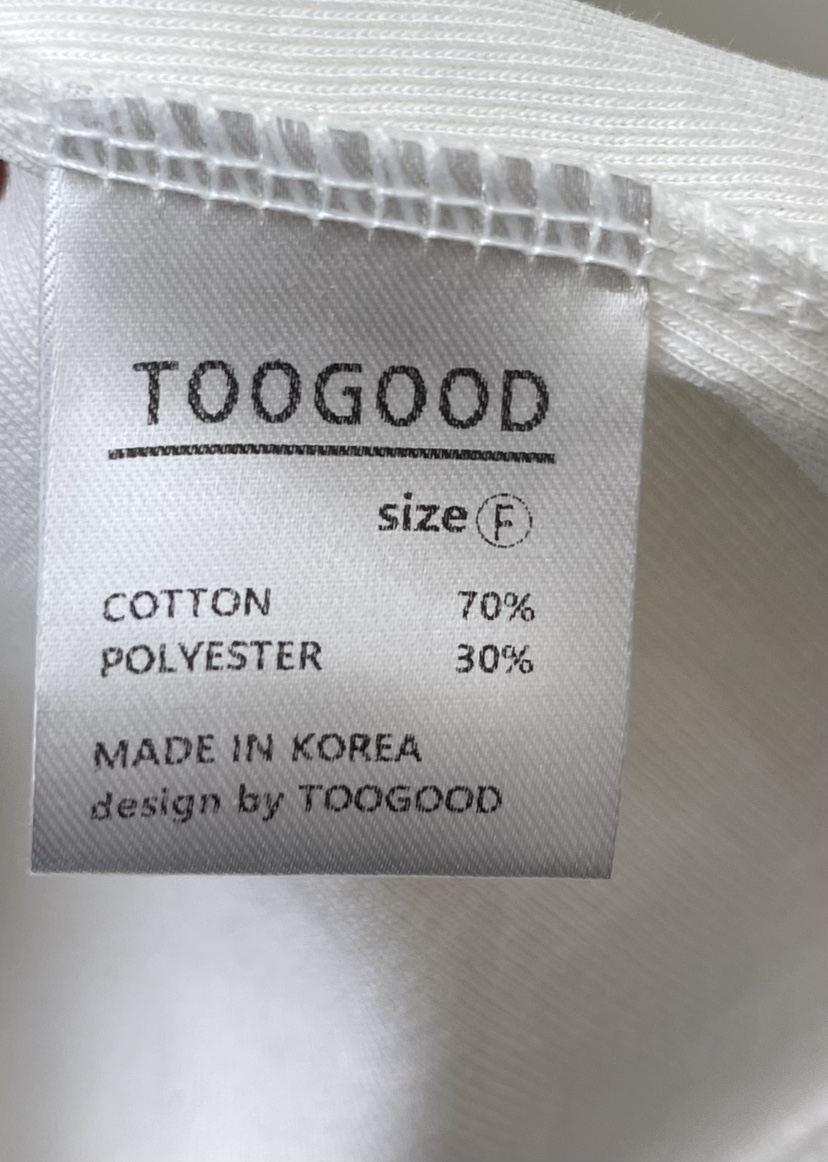 TOOGOOD
size Ⓕ
COTTON 70%
POLYESTER 30%
MADE IN KOREA
design by TOOGOOD